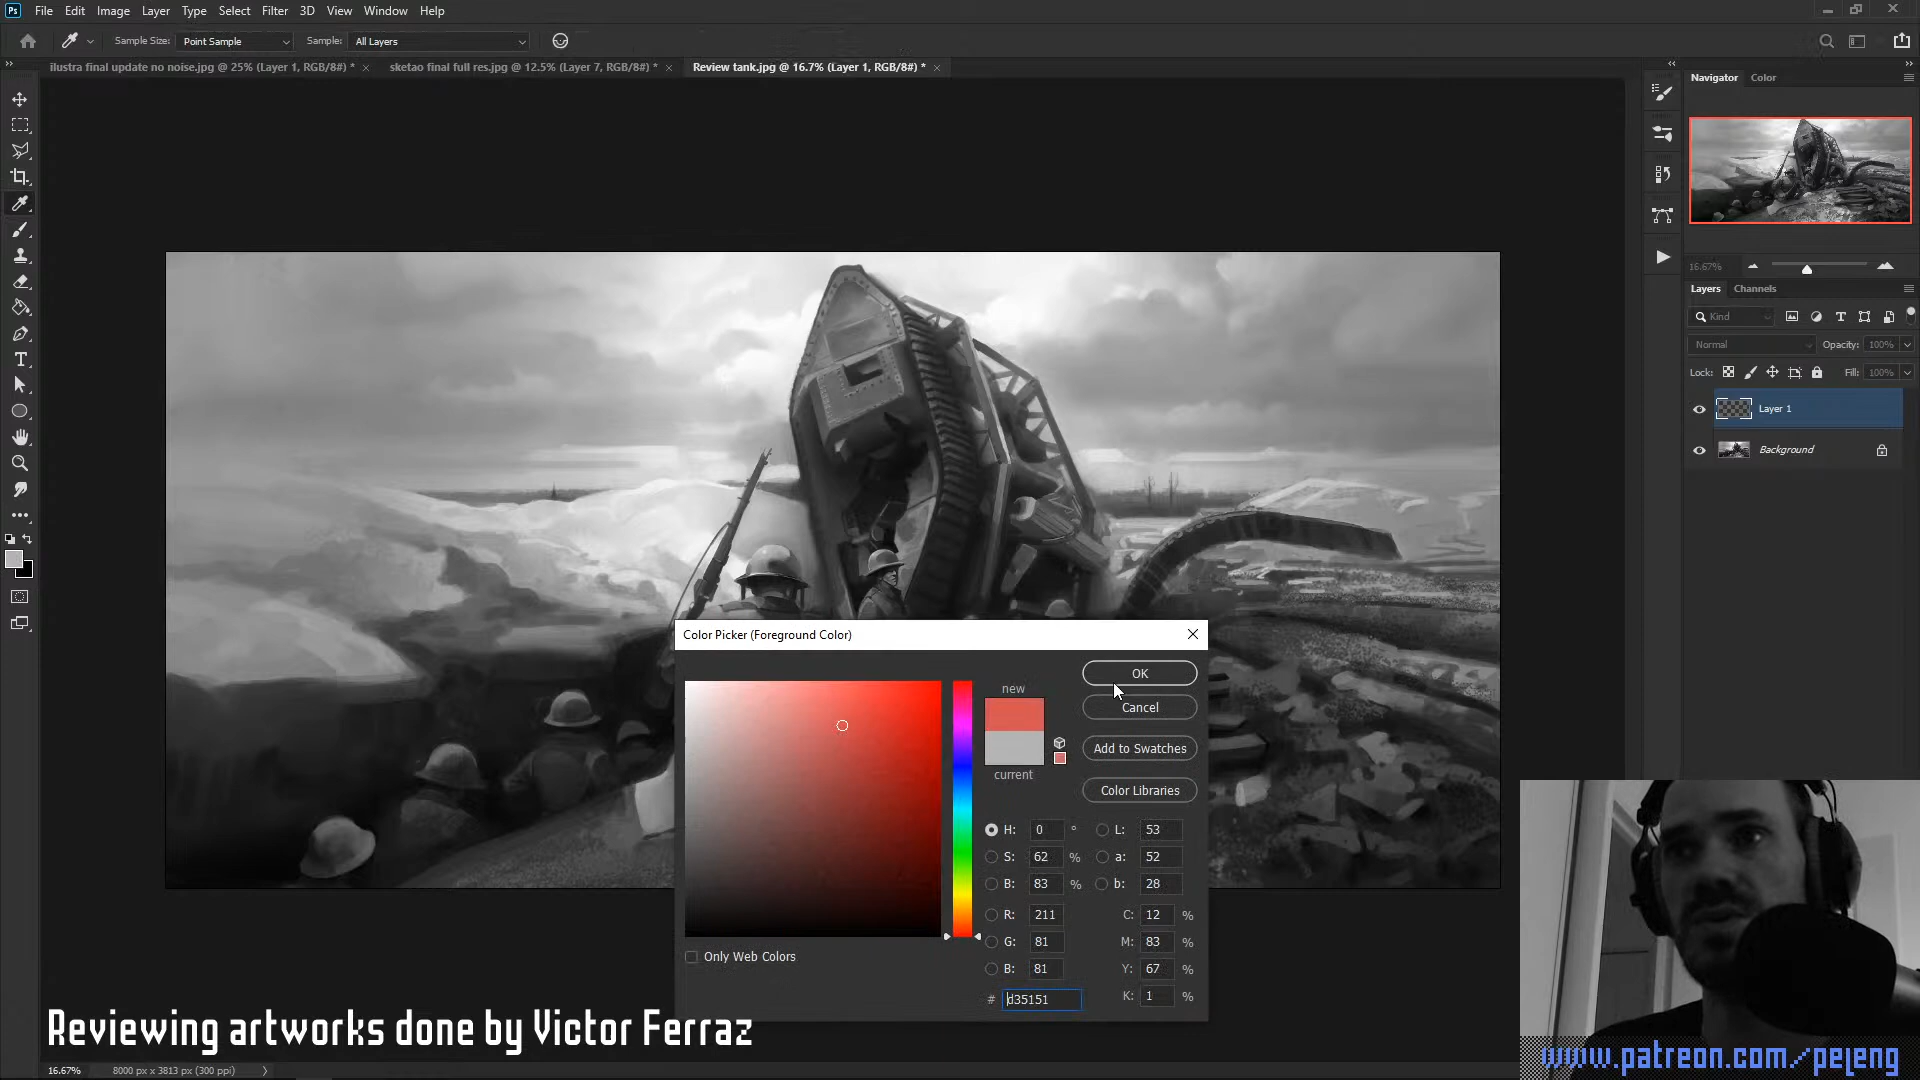 Ps File Edit Image Layer Type Select Filter 3D View Window Help
Sample Size: Point Sample Sample: All Layers
ilustra final update no noise.jpg @ 25% (Layer 1, RGB/8#) * sketao final full res.jpg @ 12.5% (Layer 7, RGB/8#) * Review tank.jpg @ 16.7% (Layer 1, RGB/8#) *
Navigator Color
16.67%
Layers Channels
Kind
Normal Opacity: 100%
Lock: Fill: 100%
Layer 1
Background
Color Picker (Foreground Color)
new
current
OK
Cancel
Add to Swatches
Color Libraries
H: 0 ° L: 53
S: 62 % a: 52
B: 83 % b: 28
R: 211 C: 12 %
G: 81 M: 83 %
B: 81 Y: 67 %
# d35151 K: 1 %
Only Web Colors
Reviewing artworks done by Victor Ferraz
www.patreon.com/peleng
16.67% 8000 px x 3813 px (300 ppi)